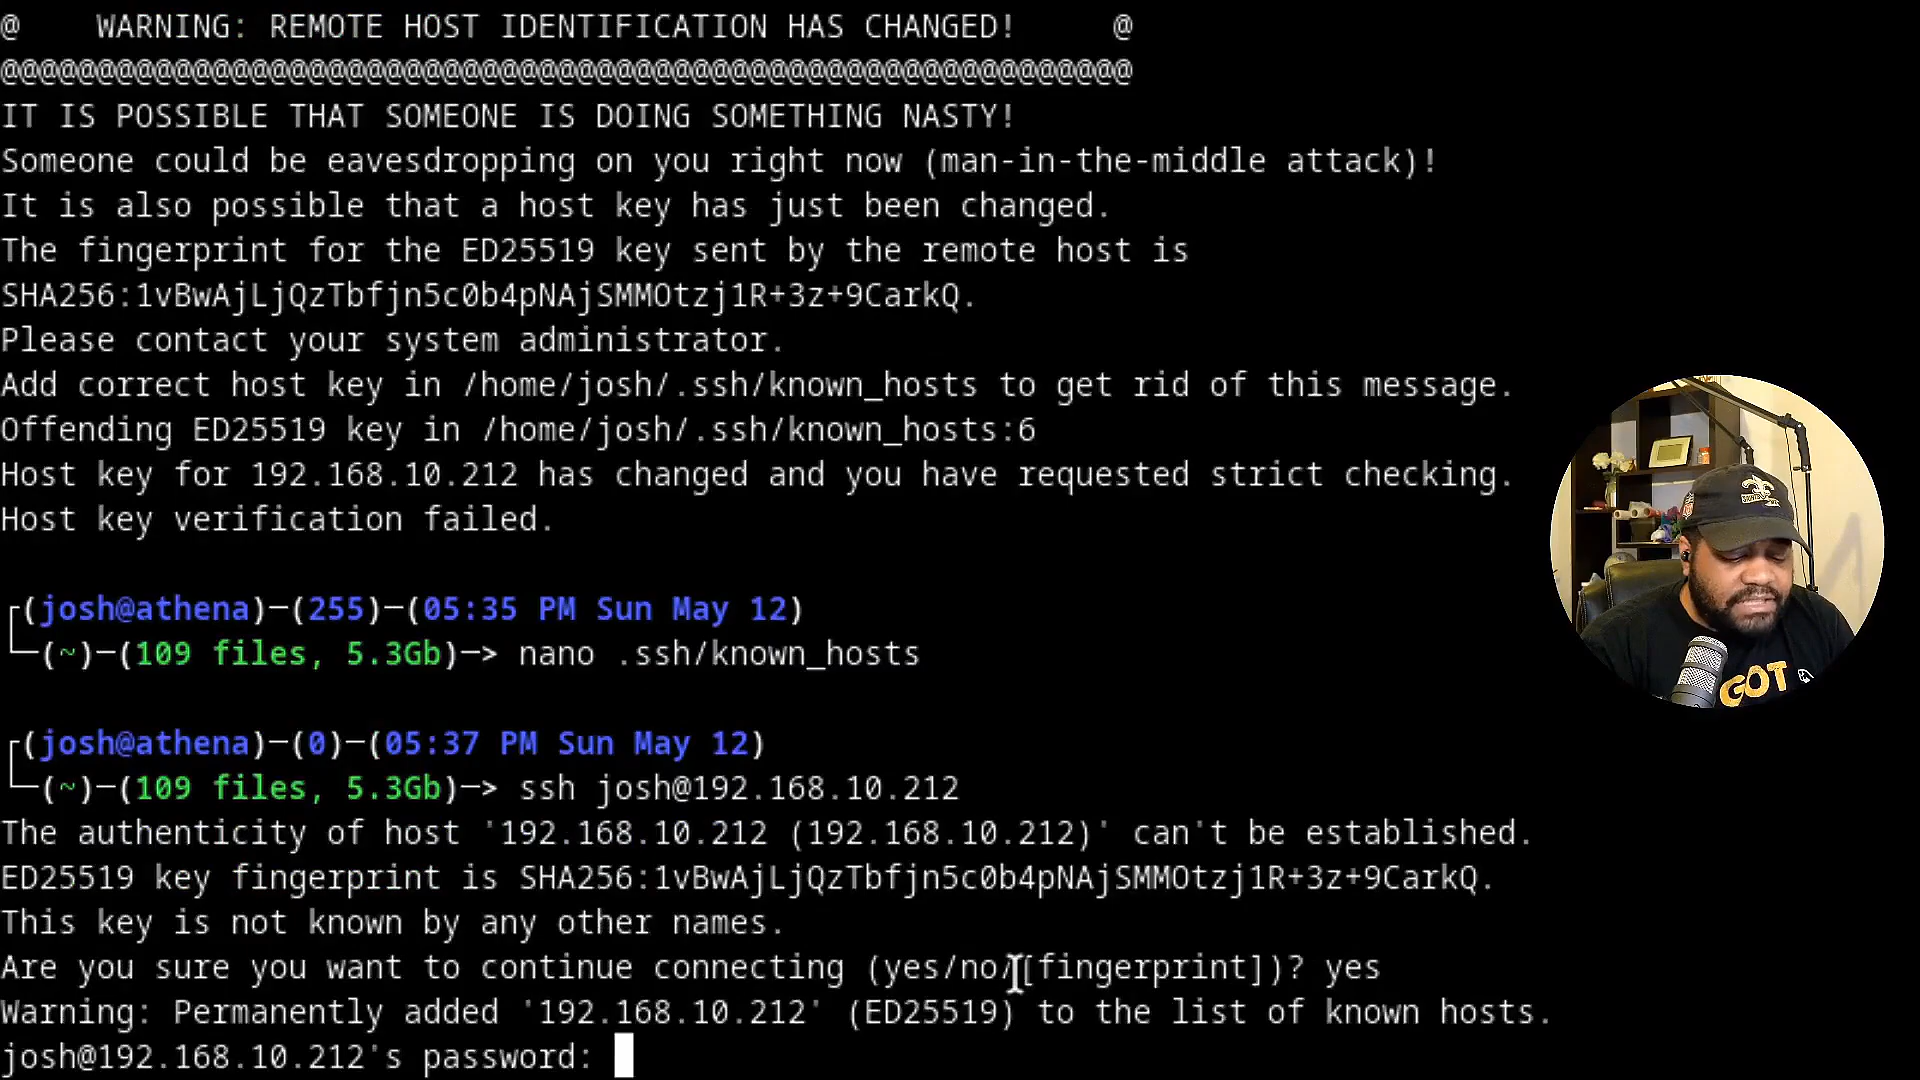 @    WARNING: REMOTE HOST IDENTIFICATION HAS CHANGED!     @
@@@@@@@@@@@@@@@@@@@@@@@@@@@@@@@@@@@@@@@@@@@@@@@@@@@@@@@@@@@
IT IS POSSIBLE THAT SOMEONE IS DOING SOMETHING NASTY!
Someone could be eavesdropping on you right now (man-in-the-middle attack)!
It is also possible that a host key has just been changed.
The fingerprint for the ED25519 key sent by the remote host is
SHA256:1vBwAjLjQzTbfjn5c0b4pNAjSMMOtzj1R+3z+9CarkQ.
Please contact your system administrator.
Add correct host key in /home/josh/.ssh/known_hosts to get rid of this message.
Offending ED25519 key in /home/josh/.ssh/known_hosts:6
Host key for 192.168.10.212 has changed and you have requested strict checking.
Host key verification failed.
┌(josh@athena)─(255)─(05:35 PM Sun May 12)
└─(~)─(109 files, 5.3Gb)─> nano .ssh/known_hosts
┌(josh@athena)─(0)─(05:37 PM Sun May 12)
└─(~)─(109 files, 5.3Gb)─> ssh josh@192.168.10.212
The authenticity of host '192.168.10.212 (192.168.10.212)' can't be established.
ED25519 key fingerprint is SHA256:1vBwAjLjQzTbfjn5c0b4pNAjSMMOtzj1R+3z+9CarkQ.
This key is not known by any other names.
Are you sure you want to continue connecting (yes/no/[fingerprint])? yes
Warning: Permanently added '192.168.10.212' (ED25519) to the list of known hosts.
josh@192.168.10.212's password:
GOT